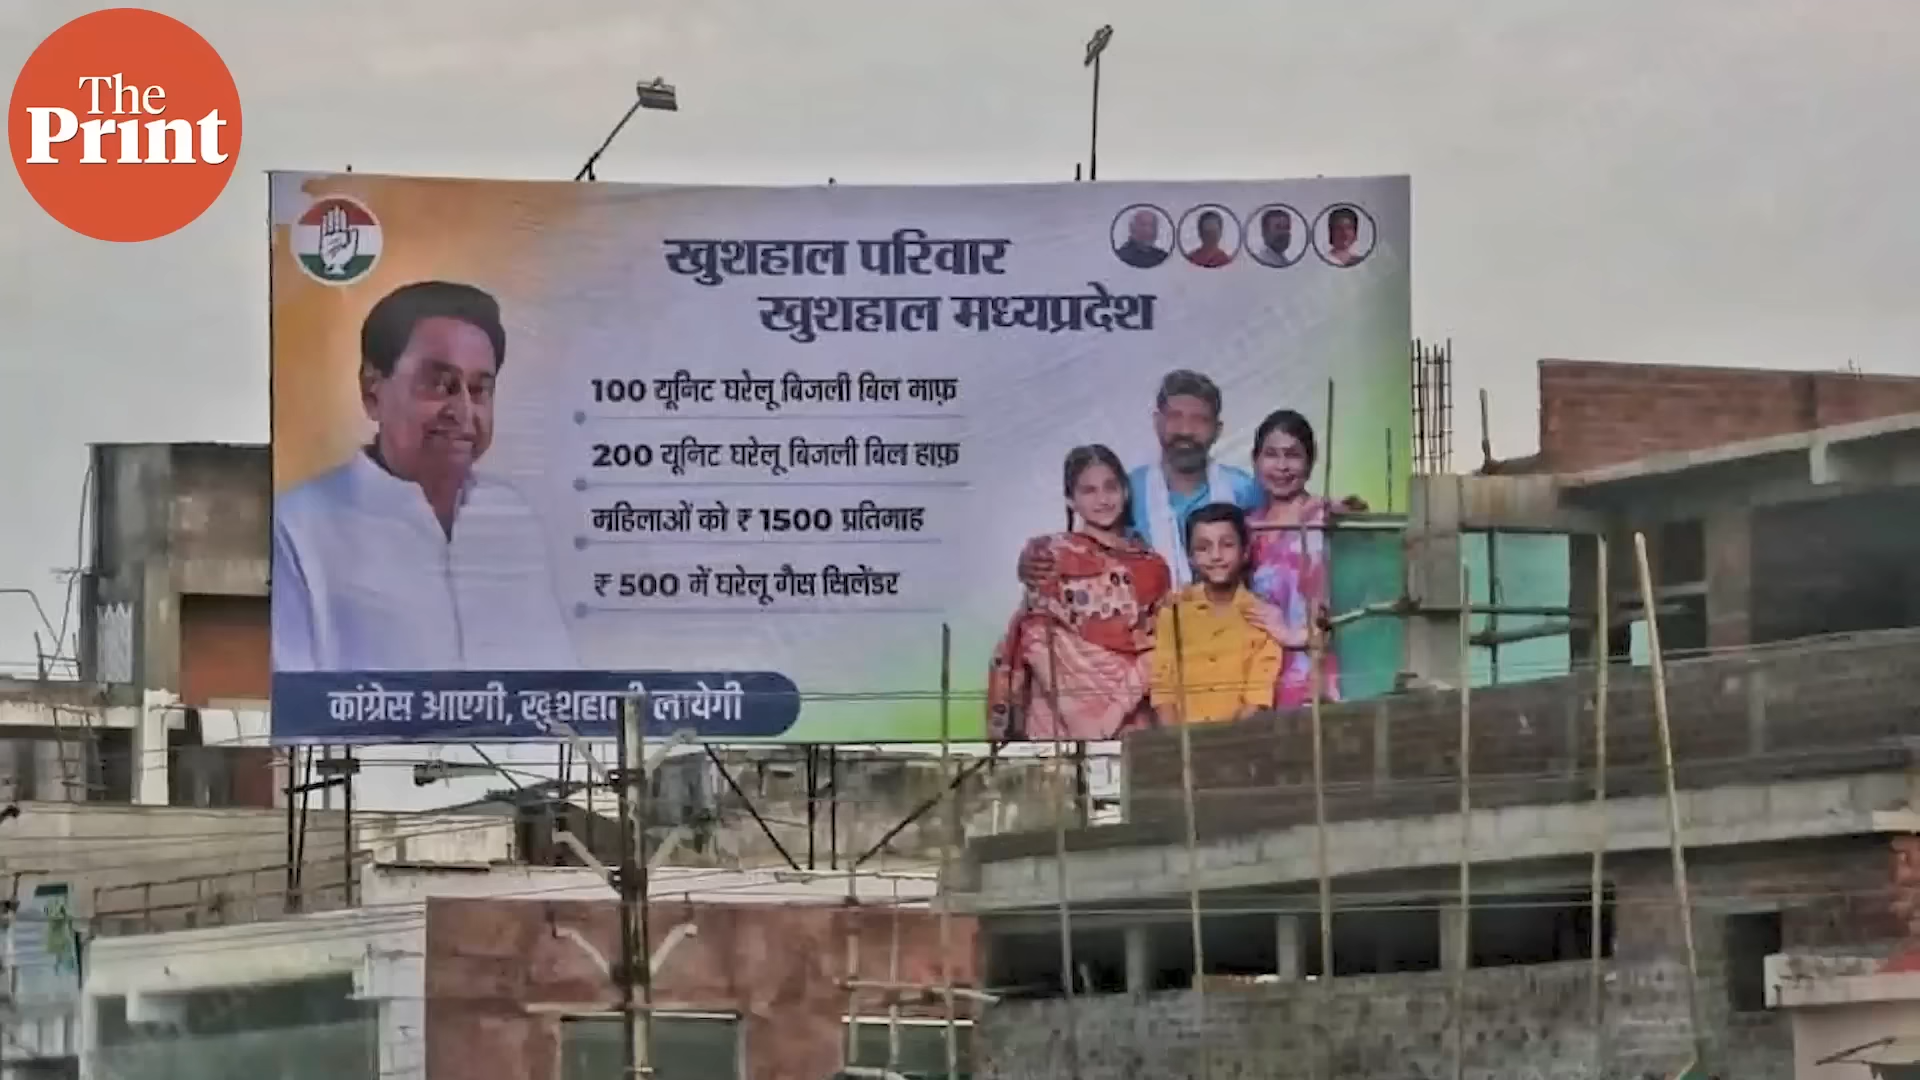 The
Print
खुशहाल परिवार
खुशहाल मध्यप्रदेश
100 यूनिट घरेलू बिजली बिल माफ़
200 यूनिट घरेलू बिजली बिल हाफ़
महिलाओं को ₹ 1500 प्रतिमाह
₹ 500 में घरेलू गैस सिलेंडर
कांग्रेस आएगी, खुशहाली लायेगी